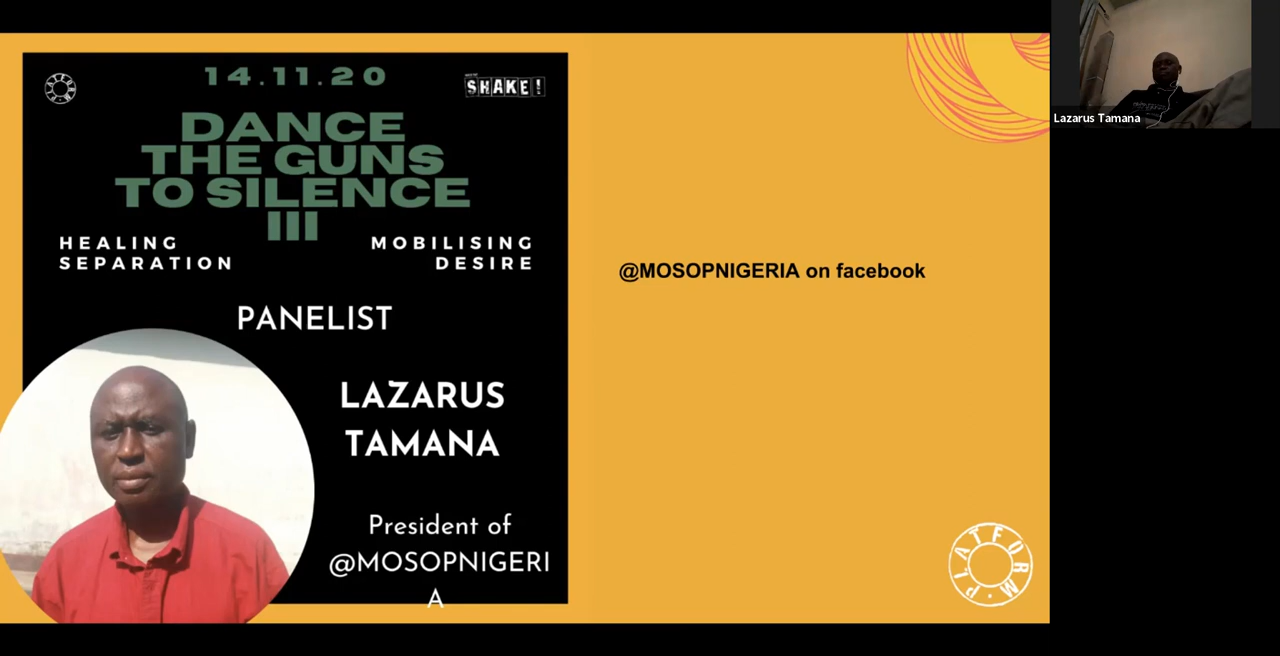 PLATFORM
14.11.20
SHAKE!
DANCE
THE GUNS
TO SILENCE
III
HEALING
SEPARATION
MOBILISING
DESIRE
PANELIST
LAZARUS
TAMANA
President of
@MOSOPNIGERI
A
@MOSOPNIGERIA on facebook
PLATFORM
Lazarus Tamana